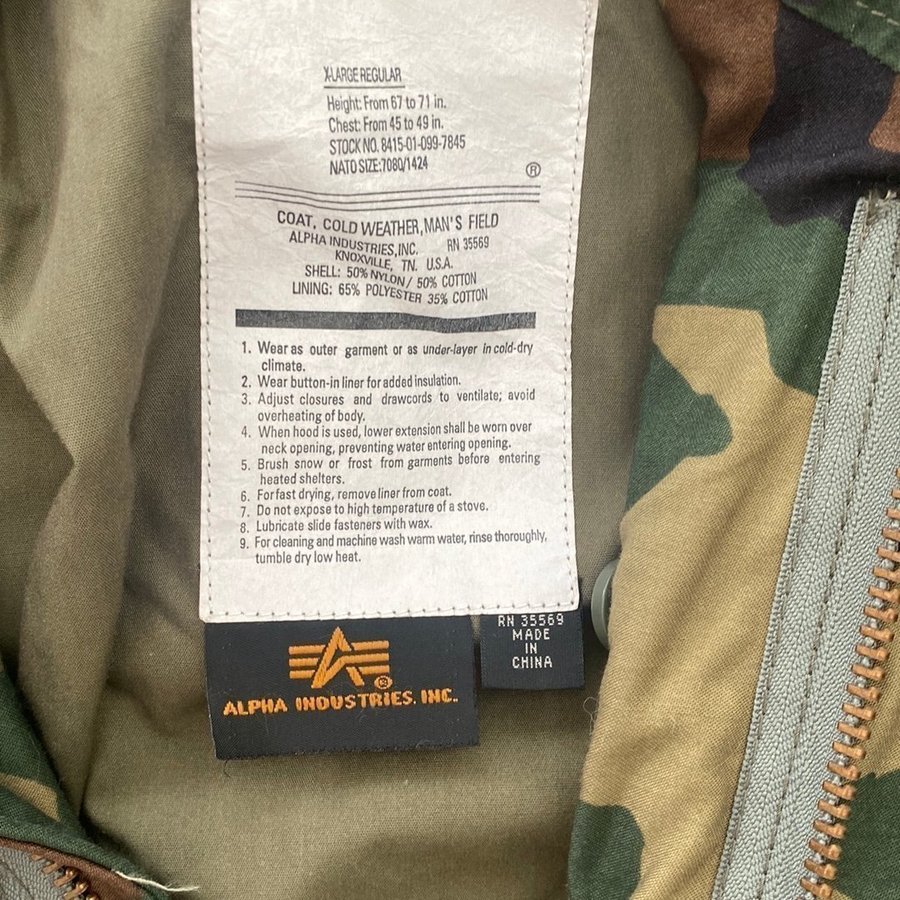 X-LARGE REGULAR
Height: From 67 to 71 in.
Chest: From 45 to 49 in.
STOCK NO. 8415-01-099-7845
NATO SIZE:7080/1424
®
COAT, COLD WEATHER,MAN'S FIELD
ALPHA INDUSTRIES,INC. RN 35569
KNOXVILLE, TN. U.S.A.
SHELL: 50% NYLON/ 50% COTTON
LINING: 65% POLYESTER 35% COTTON
1. Wear as outer garment or as under-layer in cold-dry
climate.
2. Wear button-in liner for added insulation.
3. Adjust closures and drawcords to ventilate; avoid
overheating of body.
4. When hood is used, lower extension shall be worn over
neck opening, preventing water entering opening.
5. Brush snow or frost from garments before entering
heated shelters.
6. For fast drying, remove liner from coat.
7. Do not expose to high temperature of a stove.
8. Lubricate slide fasteners with wax.
9. For cleaning and machine wash warm water, rinse thoroughly,
tumble dry low heat.
RN 35569
MADE
IN
CHINA
®
ALPHA INDUSTRIES, INC.